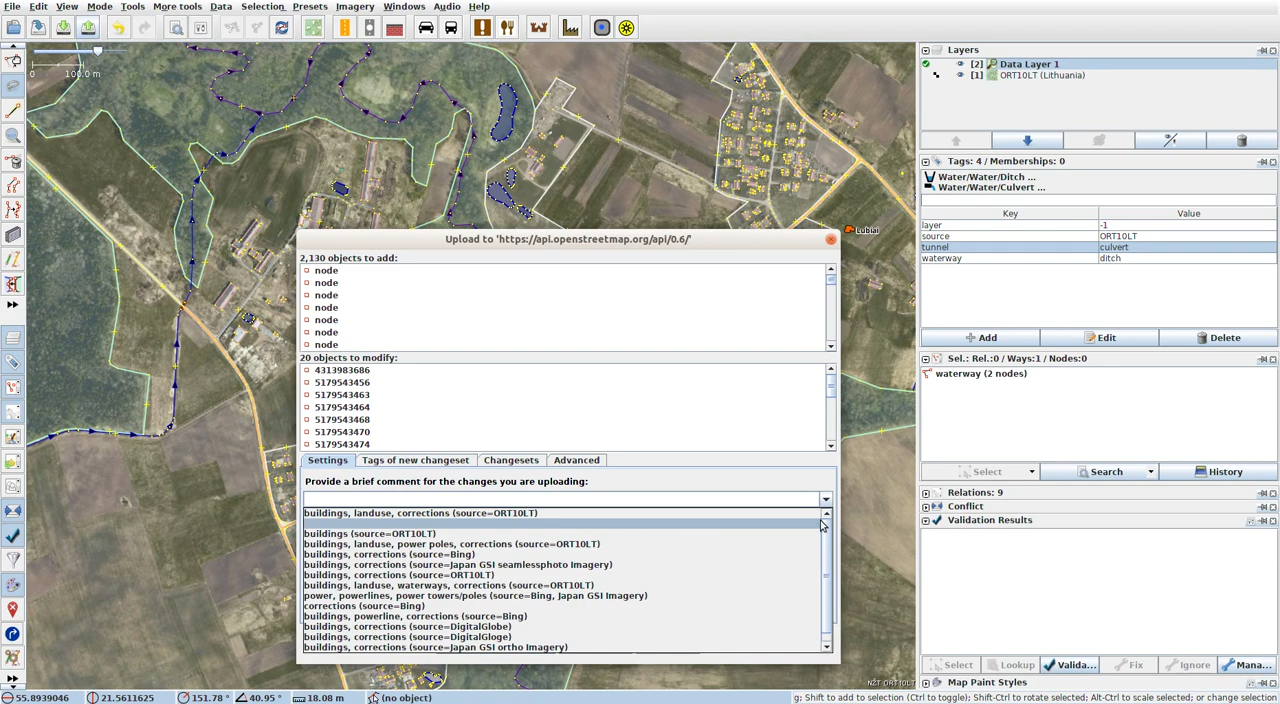 File Edit View Mode Tools More tools Data Selection Presets Imagery Windows Audio Help
0 100.0 m
Lubiai
Upload to 'https://api.openstreetmap.org/api/0.6/'
2,130 objects to add:
node
node
node
node
node
node
node
20 objects to modify:
4313983686
5179543456
5179543463
5179543464
5179543468
5179543470
5179543474
Settings Tags of new changeset Changesets Advanced
Provide a brief comment for the changes you are uploading:
buildings, landuse, corrections (source=ORT10LT)
buildings (source=ORT10LT)
buildings, landuse, power poles, corrections (source=ORT10LT)
buildings, corrections (source=Bing)
buildings, corrections (source=Japan GSI seamlessphoto Imagery)
buildings, corrections (source=ORT10LT)
buildings, landuse, waterways, corrections (source=ORT10LT)
power, powerlines, power towers/poles (source=Bing, Japan GSI Imagery)
corrections (source=Bing)
buildings, powerline, corrections (source=Bing)
buildings, corrections (source=DigitalGlobe)
buildings, corrections (source=DigitalGloge)
buildings, corrections (source=Japan GSI ortho Imagery)
NŽT ORT10LT
Layers
[2] Data Layer 1
[1] ORT10LT (Lithuania)
Tags: 4 / Memberships: 0
Water/Water/Ditch ...
Water/Water/Culvert ...
Key Value
layer -1
source ORT10LT
tunnel culvert
waterway ditch
Add Edit Delete
Sel.: Rel.:0 / Ways:1 / Nodes:0
waterway (2 nodes)
Select Search History
Relations: 9
Conflict
Validation Results
Select Lookup Valida... Fix Ignore Mana...
Map Paint Styles
55.8939046 21.5611625 151.78 ° 40.95 ° 18.08 m (no object) g; Shift to add to selection (Ctrl to toggle); Shift-Ctrl to rotate selected; Alt-Ctrl to scale selected; or change selection